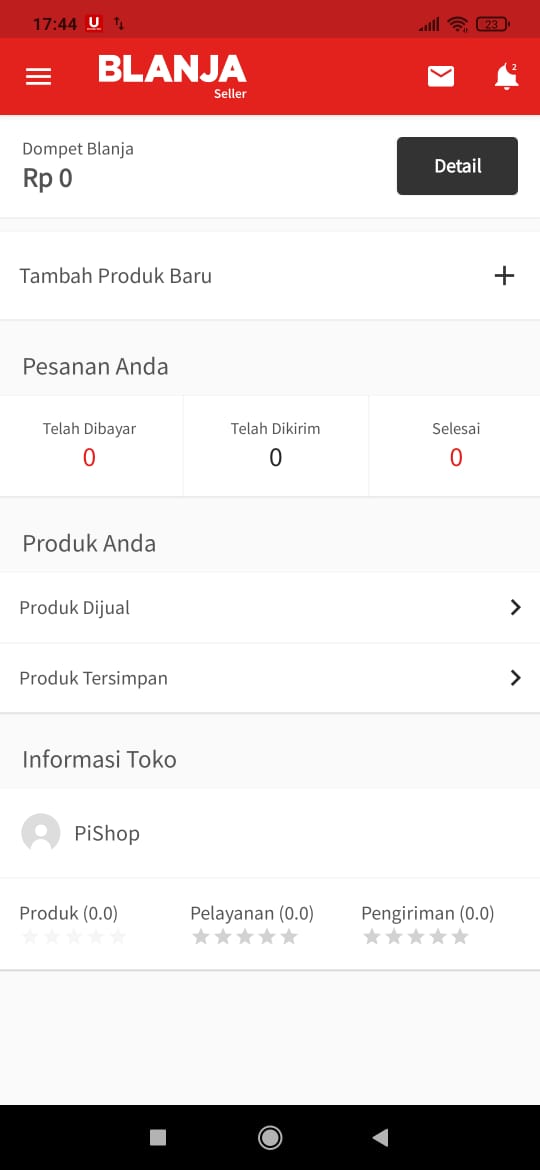 17:44 U 23
BLANJA
Seller
2
Dompet Blanja
Rp 0
Detail
Tambah Produk Baru
Pesanan Anda
Telah Dibayar Telah Dikirim Selesai
0 0 0
Produk Anda
Produk Dijual
Produk Tersimpan
Informasi Toko
PiShop
Produk (0.0) Pelayanan (0.0) Pengiriman (0.0)